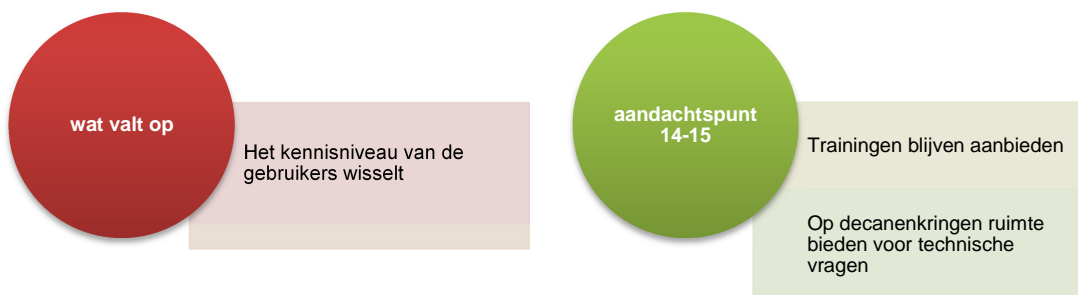 wat valt op
Het kennisniveau van de
gebruikers wisselt
aandachtspunt
14-15
Trainingen blijven aanbieden
Op decanenkringen ruimte
bieden voor technische
vragen